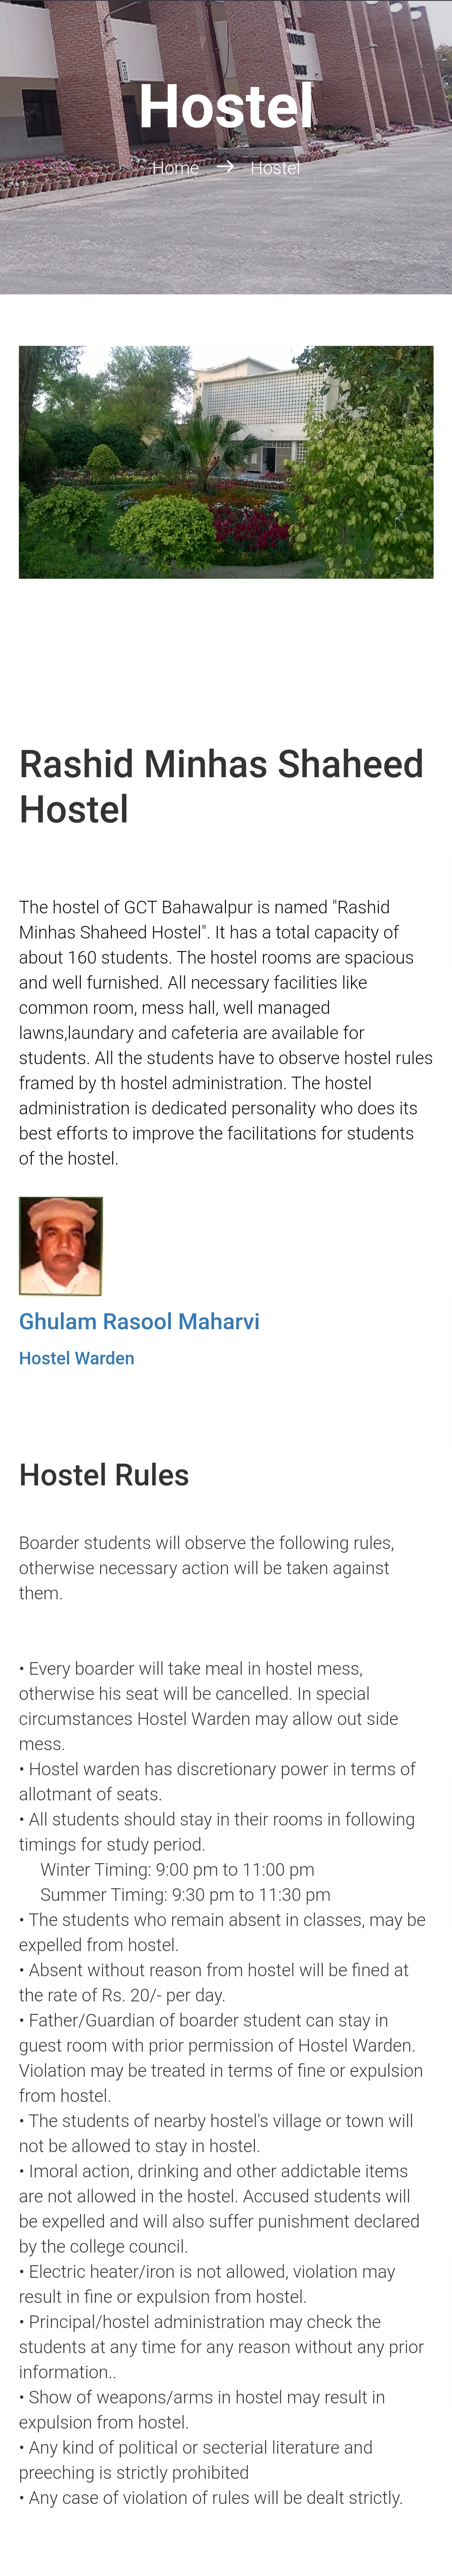 Hostel
Home → Hostel
Rashid Minhas Shaheed
Hostel
The hostel of GCT Bahawalpur is named "Rashid
Minhas Shaheed Hostel". It has a total capacity of
about 160 students. The hostel rooms are spacious
and well furnished. All necessary facilities like
common room, mess hall, well managed
lawns,laundary and cafeteria are available for
students. All the students have to observe hostel rules
framed by th hostel administration. The hostel
administration is dedicated personality who does its
best efforts to improve the facilitations for students
of the hostel.
Ghulam Rasool Maharvi
Hostel Warden
Hostel Rules
Boarder students will observe the following rules,
otherwise necessary action will be taken against
them.
• Every boarder will take meal in hostel mess,
otherwise his seat will be cancelled. In special
circumstances Hostel Warden may allow out side
mess.
• Hostel warden has discretionary power in terms of
allotmant of seats.
• All students should stay in their rooms in following
timings for study period.
Winter Timing: 9:00 pm to 11:00 pm
Summer Timing: 9:30 pm to 11:30 pm
• The students who remain absent in classes, may be
expelled from hostel.
• Absent without reason from hostel will be fined at
the rate of Rs. 20/- per day.
• Father/Guardian of boarder student can stay in
guest room with prior permission of Hostel Warden.
Violation may be treated in terms of fine or expulsion
from hostel.
• The students of nearby hostel's village or town will
not be allowed to stay in hostel.
• Imoral action, drinking and other addictable items
are not allowed in the hostel. Accused students will
be expelled and will also suffer punishment declared
by the college council.
• Electric heater/iron is not allowed, violation may
result in fine or expulsion from hostel.
• Principal/hostel administration may check the
students at any time for any reason without any prior
information..
• Show of weapons/arms in hostel may result in
expulsion from hostel.
• Any kind of political or secterial literature and
preeching is strictly prohibited
• Any case of violation of rules will be dealt strictly.